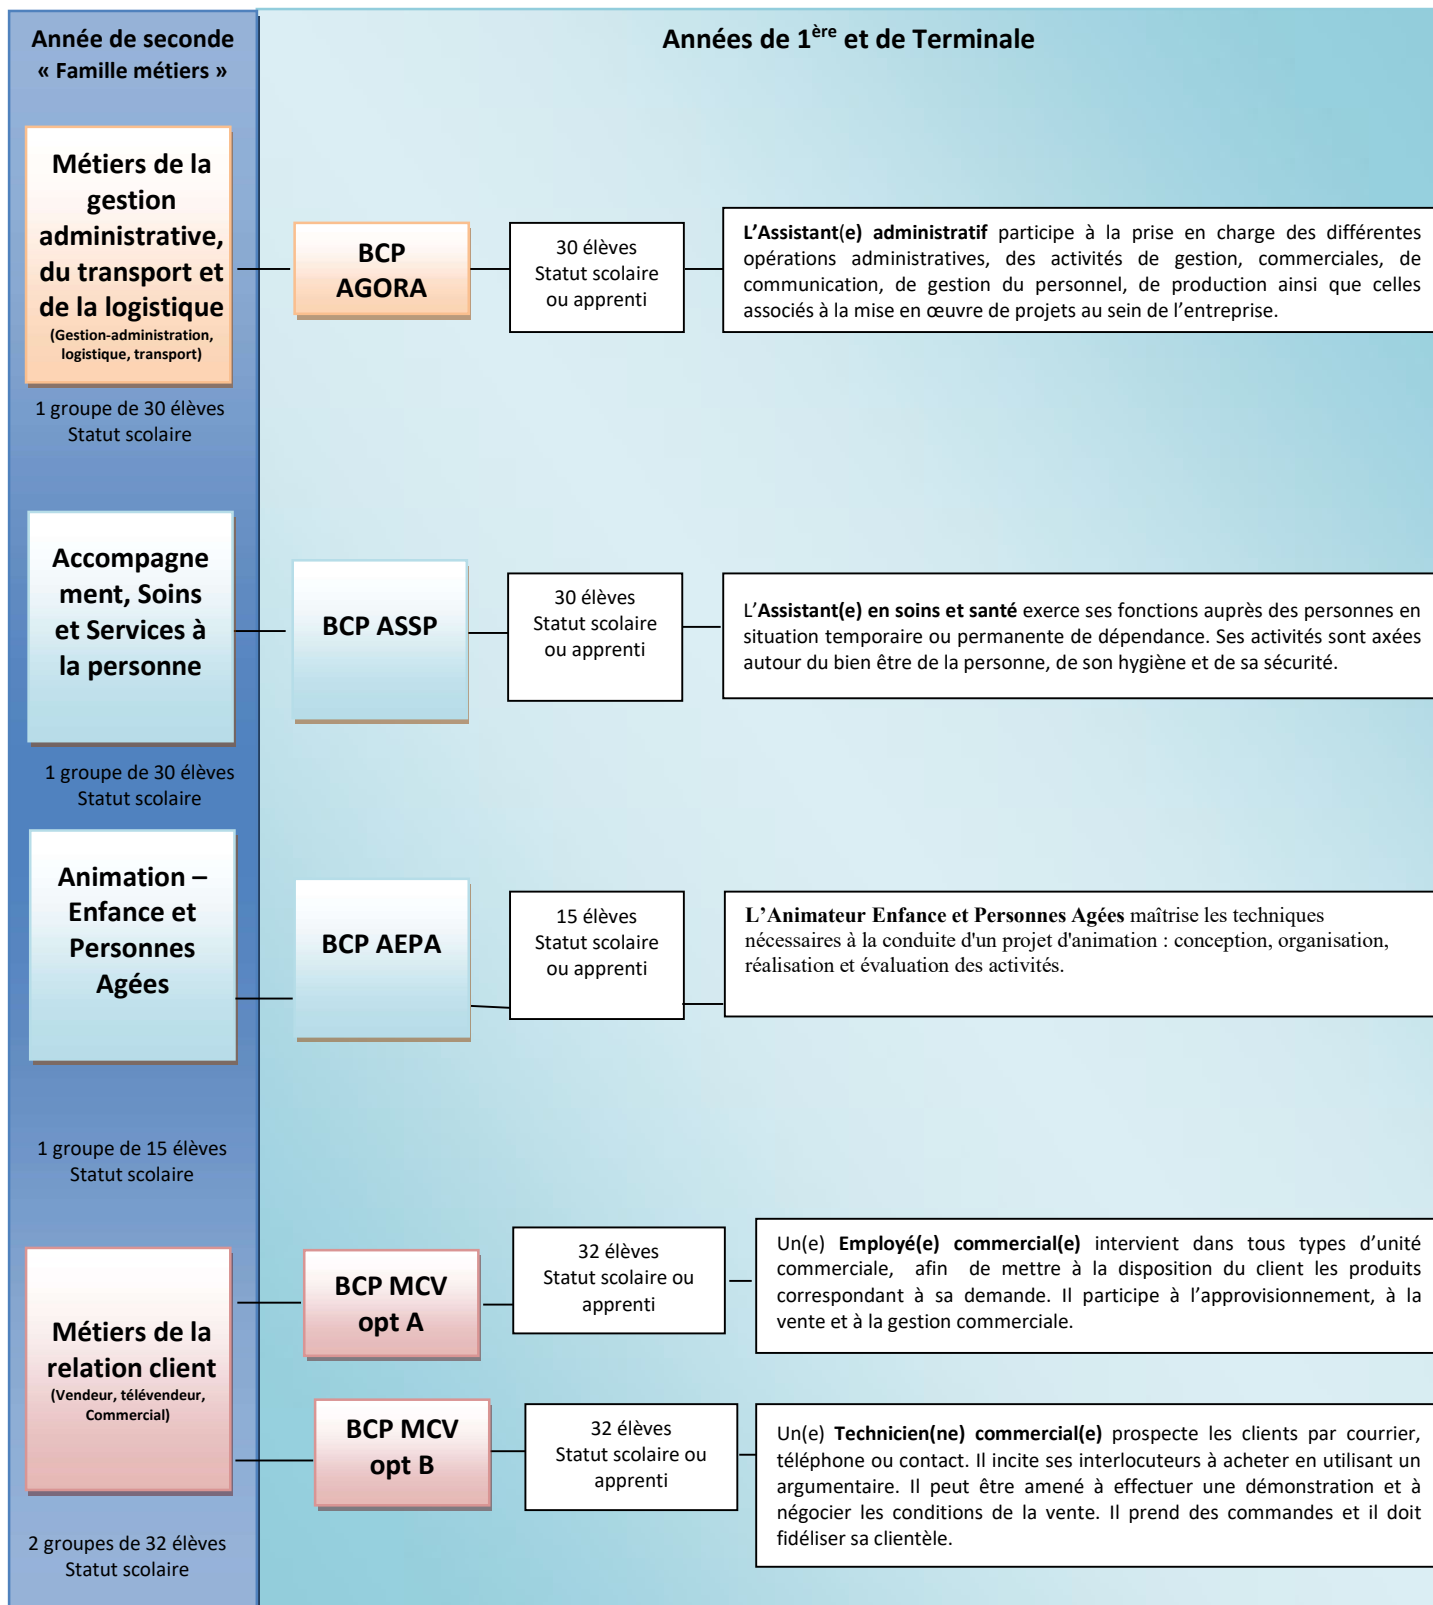 Année de seconde
« Famille métiers »
Années de 1ère et de Terminale
Métiers de la
gestion
administrative,
du transport et
de la logistique
(Gestion-administration,
logistique, transport)
1 groupe de 30 élèves
Statut scolaire
BCP
AGORA
30 élèves
Statut scolaire
ou apprenti
L’Assistant(e) administratif participe à la prise en charge des différentes
opérations administratives, des activités de gestion, commerciales, de
communication, de gestion du personnel, de production ainsi que celles
associés à la mise en œuvre de projets au sein de l’entreprise.
Accompagne
ment, Soins
et Services à
la personne
1 groupe de 30 élèves
Statut scolaire
BCP ASSP
30 élèves
Statut scolaire
ou apprenti
L’Assistant(e) en soins et santé exerce ses fonctions auprès des personnes en
situation temporaire ou permanente de dépendance. Ses activités sont axées
autour du bien être de la personne, de son hygiène et de sa sécurité.
Animation –
Enfance et
Personnes
Agées
1 groupe de 15 élèves
Statut scolaire
BCP AEPA
15 élèves
Statut scolaire
ou apprenti
L’Animateur Enfance et Personnes Agées maîtrise les techniques
nécessaires à la conduite d'un projet d'animation : conception, organisation,
réalisation et évaluation des activités.
Métiers de la
relation client
(Vendeur, télévendeur,
Commercial)
2 groupes de 32 élèves
Statut scolaire
BCP MCV
opt A
32 élèves
Statut scolaire ou
apprenti
Un(e) Employé(e) commercial(e) intervient dans tous types d’unité
commerciale, afin de mettre à la disposition du client les produits
correspondant à sa demande. Il participe à l’approvisionnement, à la
vente et à la gestion commerciale.
BCP MCV
opt B
32 élèves
Statut scolaire ou
apprenti
Un(e) Technicien(ne) commercial(e) prospecte les clients par courrier,
téléphone ou contact. Il incite ses interlocuteurs à acheter en utilisant un
argumentaire. Il peut être amené à effectuer une démonstration et à
négocier les conditions de la vente. Il prend des commandes et il doit
fidéliser sa clientèle.